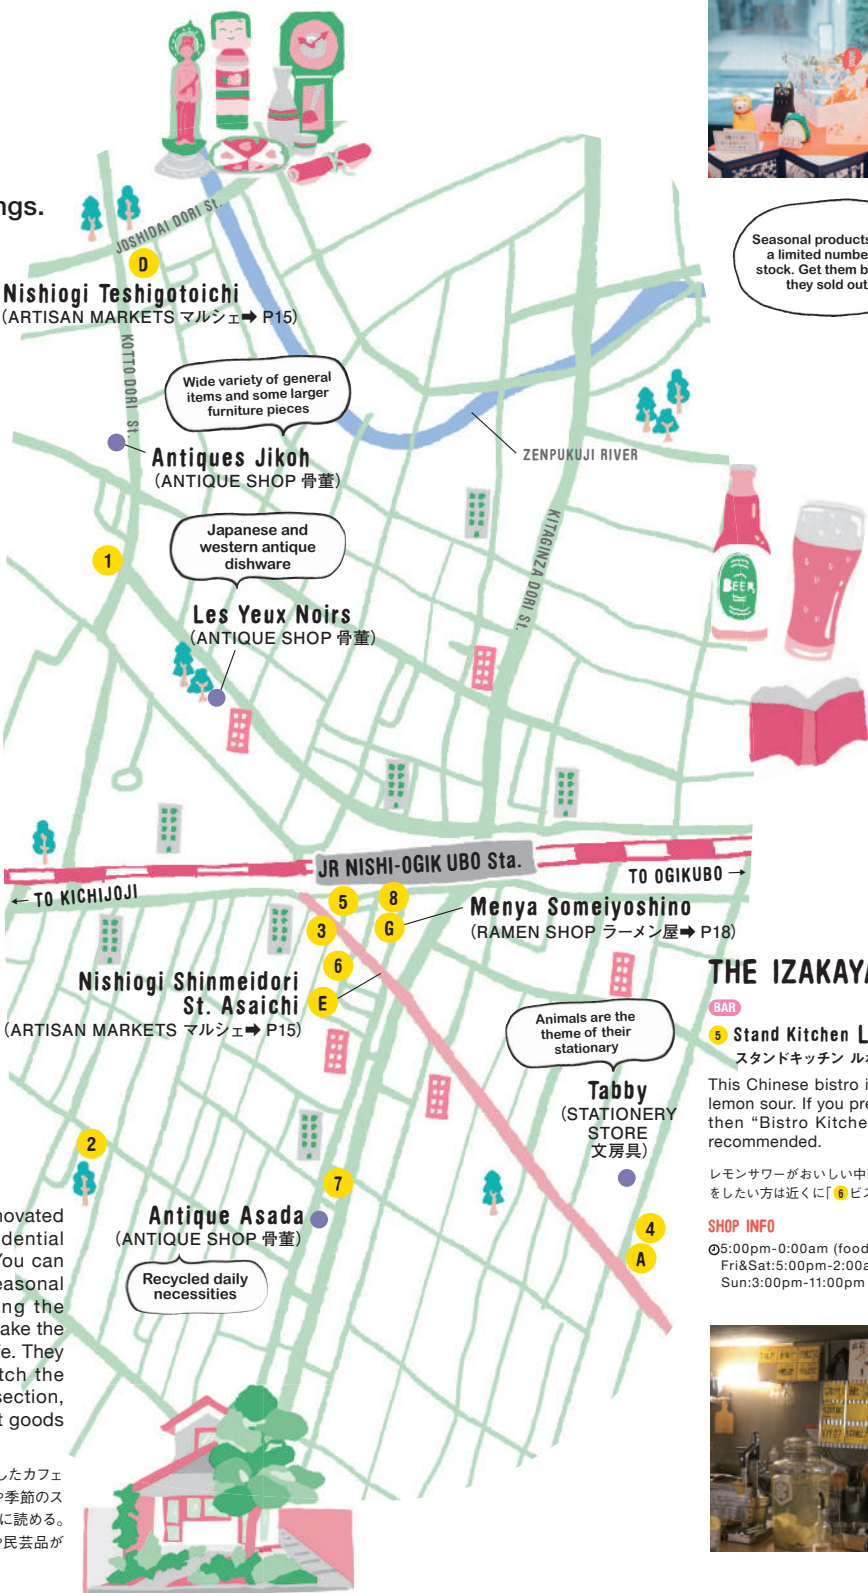 ngs.
JOSHIDAI DORI St.
D
Nishiogi Teshigotoichi
(ARTISAN MARKETS マルシェ➡ P15)
KOTTO DORI St.
Wide variety of general
items and some larger
furniture pieces
Antiques Jikoh
(ANTIQUE SHOP 骨董)
ZENPUKUJI RIVER
Japanese and
western antique
dishware
1
Les Yeux Noirs
(ANTIQUE SHOP 骨董)
KITAGINZA DORI St.
BEER
JR NISHI-OGIK UBO Sta.
← TO KICHIJOJI
TO OGIKUBO →
5
8
3
G
Menya Someiyoshino
(RAMEN SHOP ラーメン屋➡ P18)
6
Nishiogi Shinmeidori
St. Asaichi
E
(ARTISAN MARKETS マルシェ➡ P15)
Animals are the
theme of their
stationary
Tabby
(STATIONERY
STORE
文房具)
2
7
4
A
Antique Asada
(ANTIQUE SHOP 骨董)
Recycled daily
necessities
novated
dential
You can
easonal
ng the
ake the
e. They
tch the
section,
t goods
したカフェ
や季節のス
に読める。
や民芸品が
Seasonal products
a limited numbe
stock. Get them b
they sold out
THE IZAKAYA
BAR
5 Stand Kitchen L
スタンドキッチン ル
This Chinese bistro i
lemon sour. If you pre
then “Bistro Kitche
recommended.
レモンサワーがおいしい中
をしたい方は近くに「6ビス
SHOP INFO
5:00pm-0:00am (food
Fri&Sat:5:00pm-2:00a
Sun:3:00pm-11:00pm